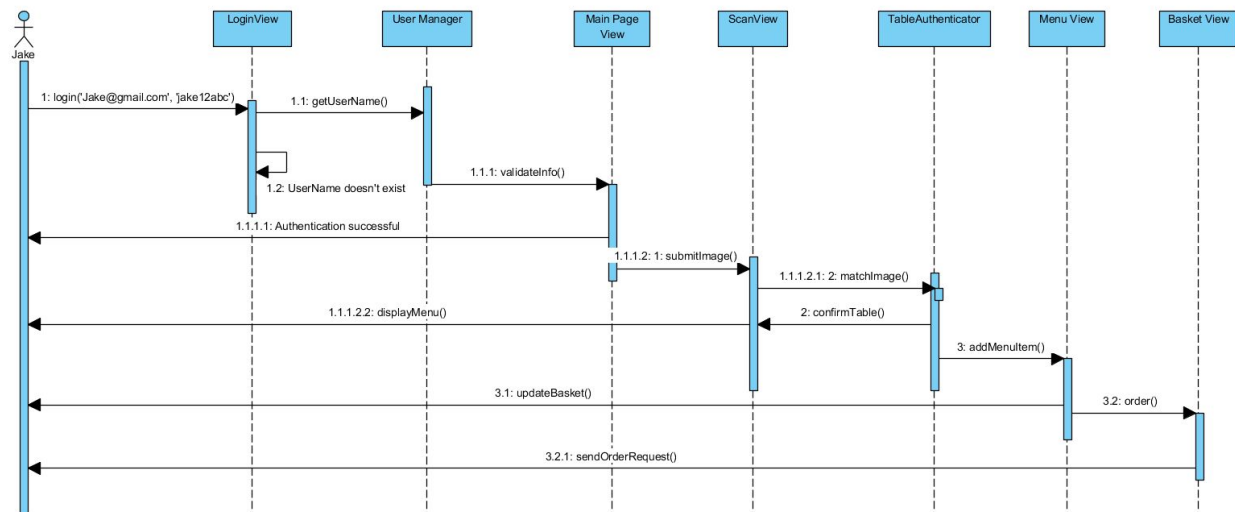 LoginView
User Manager
Main Page
View
ScanView
TableAuthenticator
Menu View
Basket View
Jake
1: login('Jake@gmail.com', 'jake12abc')
1.1: getUserName()
1.2: UserName doesn't exist
1.1.1: validateInfo()
1.1.1.1: Authentication successful
1.1.1.2: 1: submitImage()
1.1.1.2.1: 2: matchImage()
1.1.1.2.2: displayMenu()
2: confirmTable()
3: addMenuItem()
3.1: updateBasket()
3.2: order()
3.2.1: sendOrderRequest()